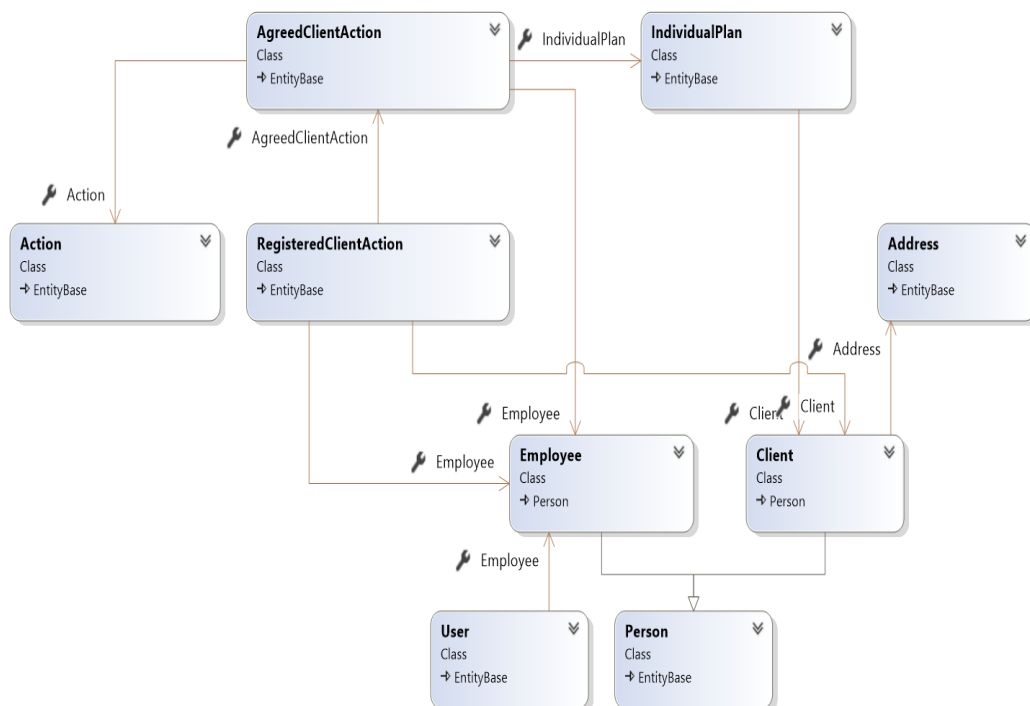 AgreedClientAction
Class
EntityBase
IndividualPlan
IndividualPlan
Class
EntityBase
AgreedClientAction
Action
Action
Class
EntityBase
RegisteredClientAction
Class
EntityBase
Address
Class
EntityBase
Address
Employee
Client
Client
Employee
Employee
Class
Person
Client
Class
Person
Employee
User
Class
EntityBase
Person
Class
EntityBase